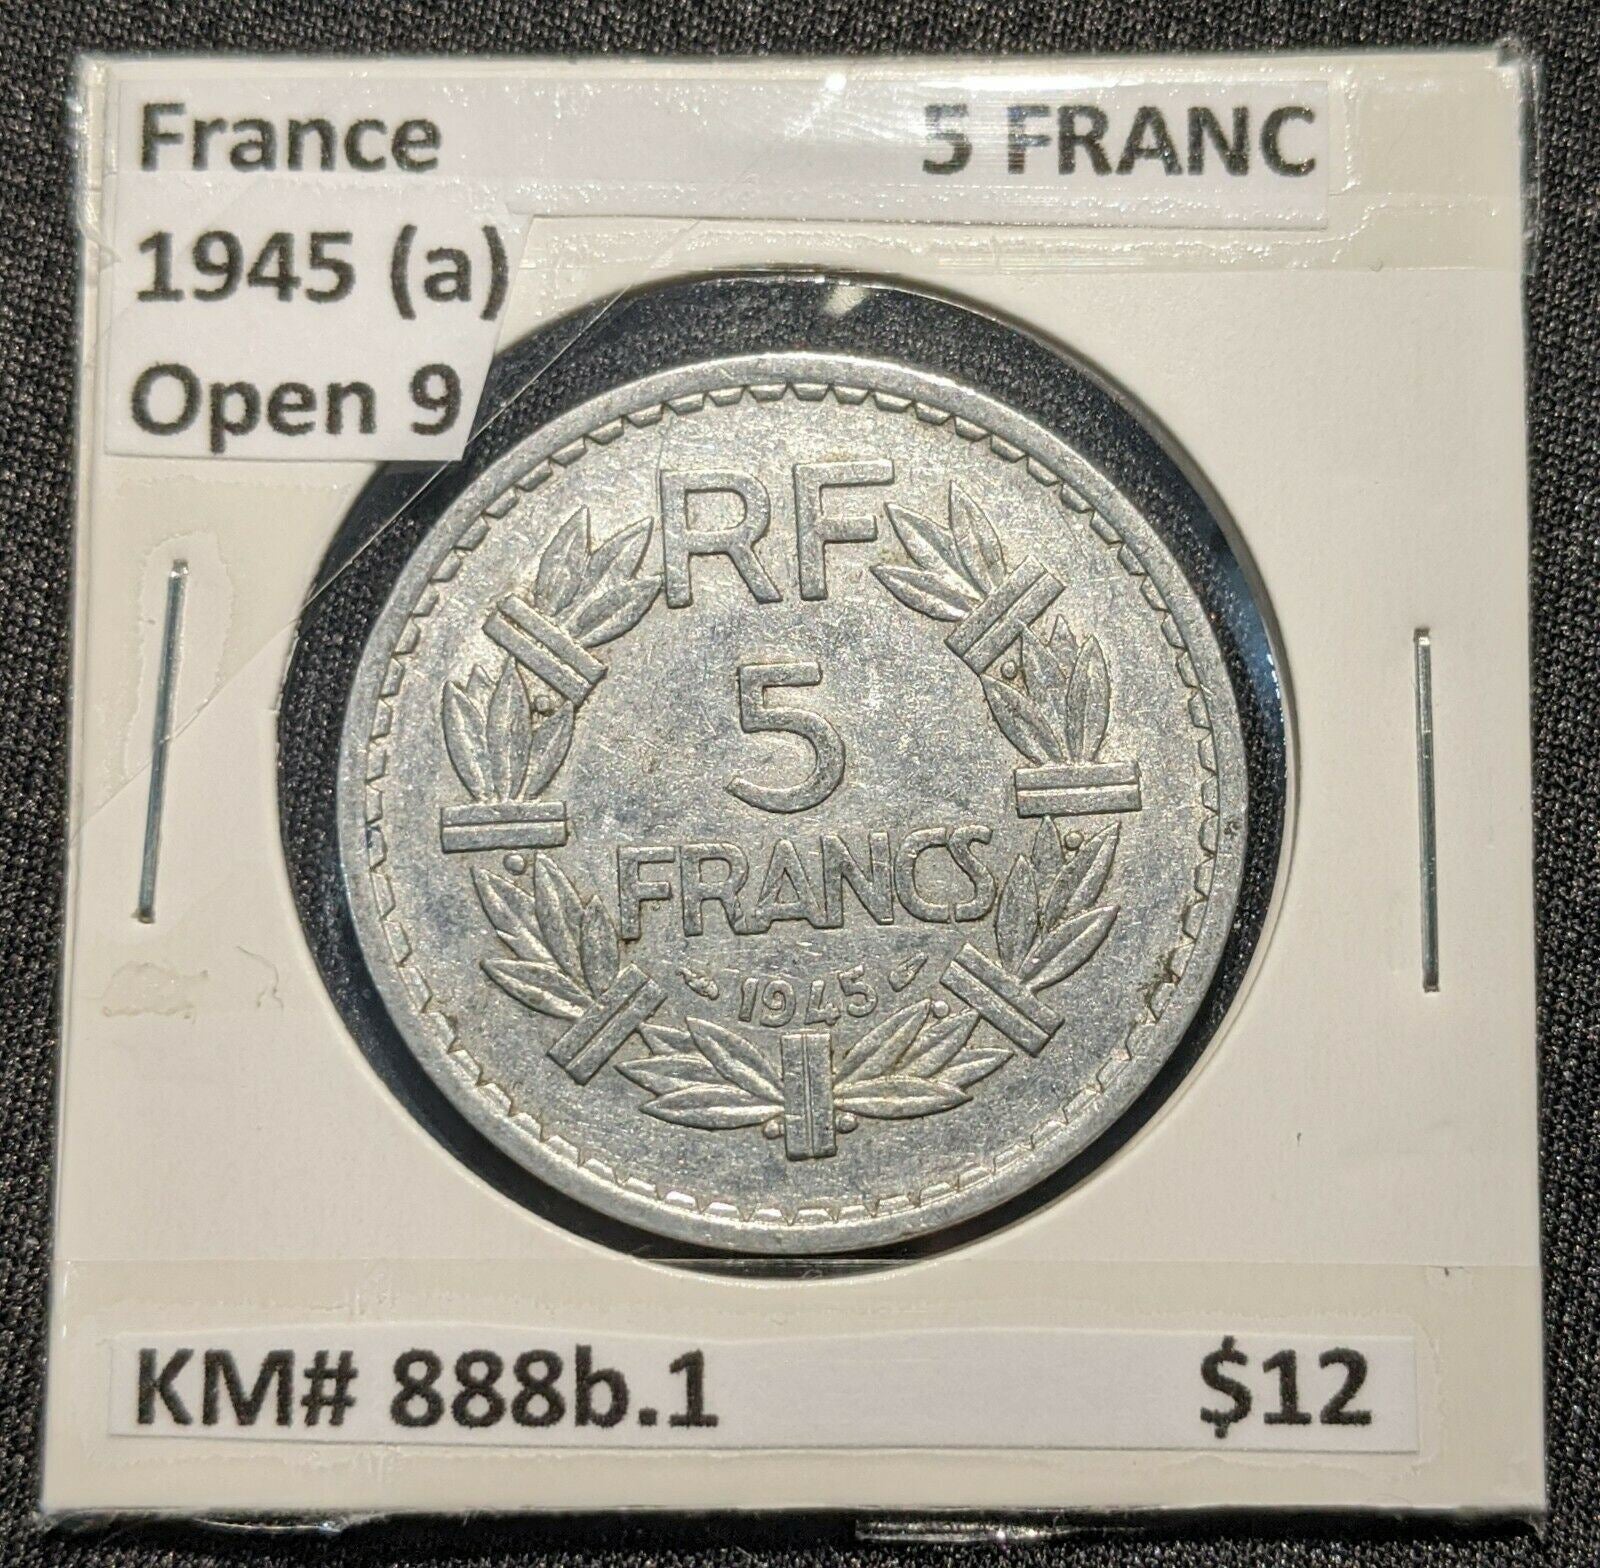 France 5 FRANC
1945 (a)
Open 9
RF
5
FRANCS
1945
KM# 888b.1 $12